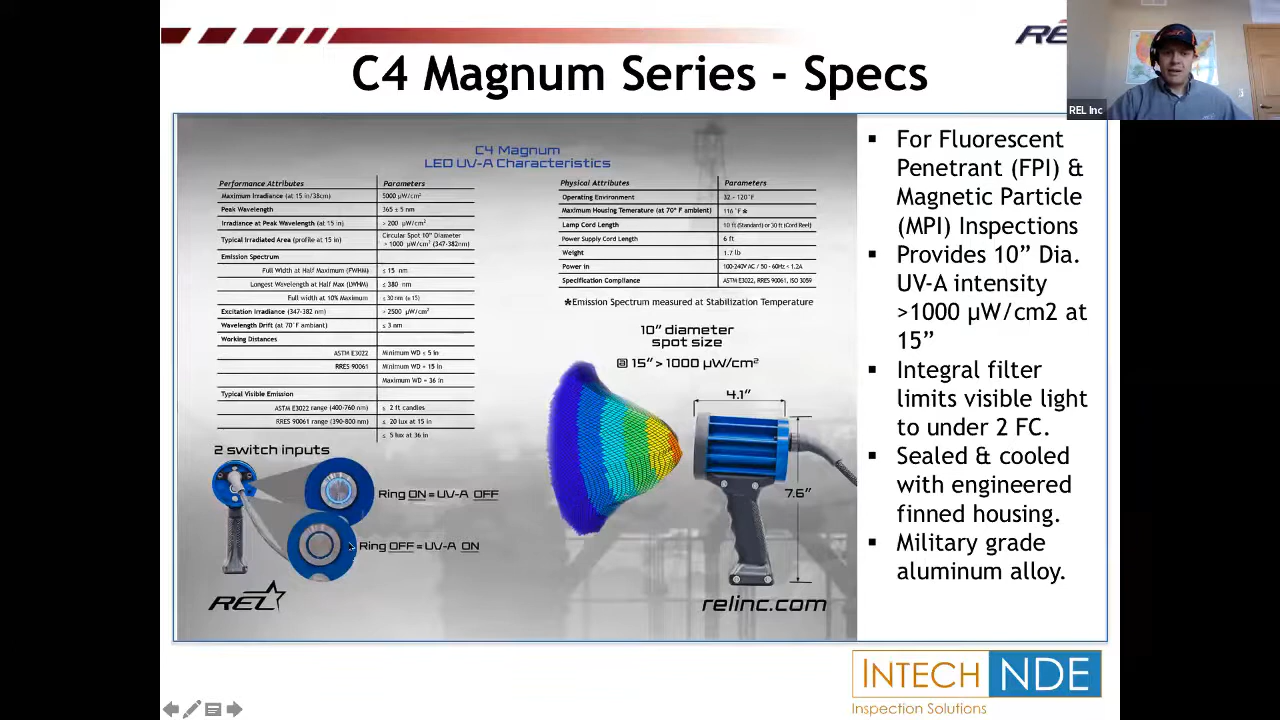 RE
REL Inc
C4 Magnum Series - Specs
C4 Magnum
LED UV-A Characteristics
Performance Attributes Parameters
Maximum Irradiance (at 15 in/38cm) 5000 µW/cm²
Peak Wavelength 365 ± 5 nm
Irradiance at Peak Wavelength (at 15 in) > 200 µW/cm²
Typical Irradiated Area (profile at 15 in) Circular Spot 10" Diameter
> 1000 µW/cm² (347-382nm)
Emission Spectrum
Full Width at Half Maximum (FWHM) ≤ 15 nm
Longest Wavelength at Half Max (LWHM) ≤ 380 nm
Full width at 10% Maximum ≤ 30 nm (± 15)
Excitation Irradiance (347-382 nm) > 2500 µW/cm²
Wavelength Drift (at 70°F ambiant) ≤ 3 nm
Working Distances
ASTM E3022 Minimum WD ≤ 5 in
RRES 90061 Minimum WD = 15 in
Maximum WD = 36 in
Typical Visible Emission
ASTM E3022 range (400-760 nm) ≤ 2 ft candles
RRES 90061 range (390-800 nm) ≤ 20 lux at 15 in
≤ 5 lux at 36 in
Physical Attributes Parameters
Operating Environment 32 - 120°F
Maximum Housing Temerature (at 70° F ambient) 116 °F *
Lamp Cord Length 10 ft (Standard) or 30 ft (Cord Reel)
Power Supply Cord Length 6 ft
Weight 1.7 lb
Power in 100-240V AC / 50 - 60Hz < 1.2A
Specification Compliance ASTM E3022, RRES 90061, ISO 3059
*Emission Spectrum measured at Stabilization Temperature
10" diameter
spot size
@ 15" > 1000 µW/cm²
4.1"
7.6"
2 switch inputs
Ring ON = UV-A OFF
Ring OFF = UV-A ON
REL
relinc.com
▪ For Fluorescent
Penetrant (FPI) &
Magnetic Particle
(MPI) Inspections
▪ Provides 10” Dia.
UV-A intensity
>1000 µW/cm2 at
15”
▪ Integral filter
limits visible light
to under 2 FC.
▪ Sealed & cooled
with engineered
finned housing.
▪ Military grade
aluminum alloy.
INTECH NDE
Inspection Solutions